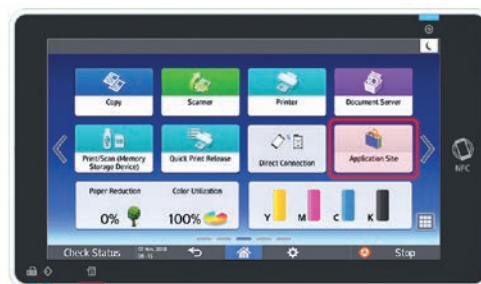 Copy
Scanner
Printer
Document Server
Print/Scan (Memory
Storage Device)
Quick Print Release
Direct Connection
Application Site
NFC
Paper Reduction
0%
Color Utilization
100%
Y
M
C
K
Check Status
Stop